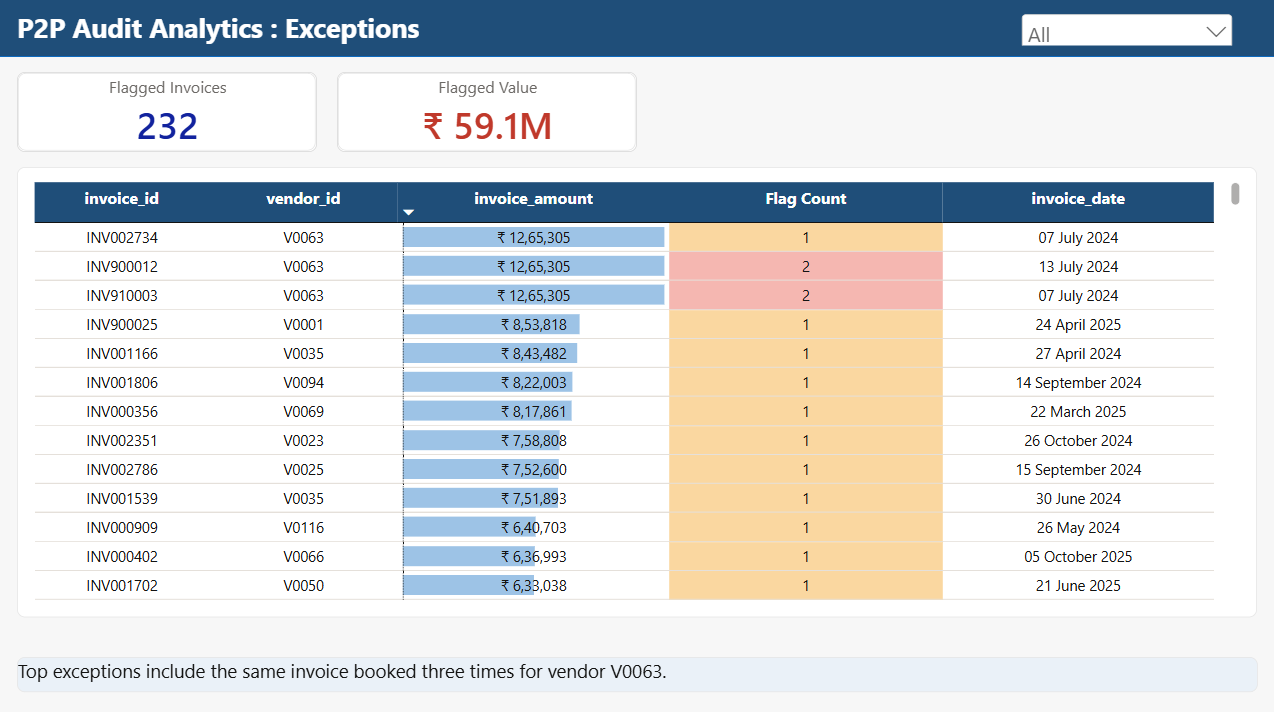 P2P Audit Analytics : Exceptions
All
Flagged Invoices
232
Flagged Value
₹ 59.1M
invoice_id vendor_id invoice_amount Flag Count invoice_date
INV002734 V0063 ₹ 12,65,305 1 07 July 2024
INV900012 V0063 ₹ 12,65,305 2 13 July 2024
INV910003 V0063 ₹ 12,65,305 2 07 July 2024
INV900025 V0001 ₹ 8,53,818 1 24 April 2025
INV001166 V0035 ₹ 8,43,482 1 27 April 2024
INV001806 V0094 ₹ 8,22,003 1 14 September 2024
INV000356 V0069 ₹ 8,17,861 1 22 March 2025
INV002351 V0023 ₹ 7,58,808 1 26 October 2024
INV002786 V0025 ₹ 7,52,600 1 15 September 2024
INV001539 V0035 ₹ 7,51,893 1 30 June 2024
INV000909 V0116 ₹ 6,40,703 1 26 May 2024
INV000402 V0066 ₹ 6,36,993 1 05 October 2025
INV001702 V0050 ₹ 6,33,038 1 21 June 2025
Top exceptions include the same invoice booked three times for vendor V0063.